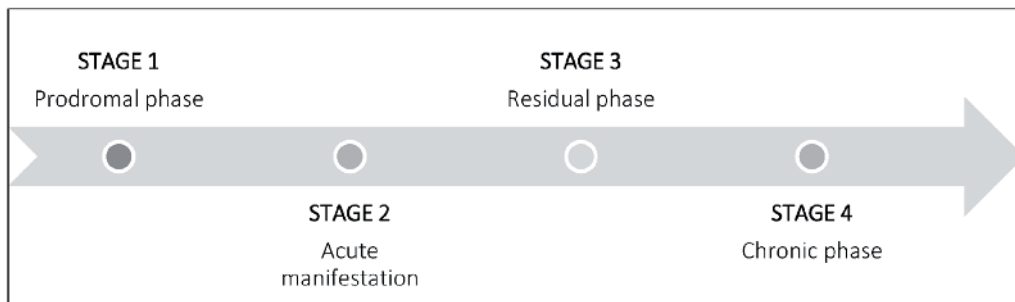 STAGE 1
Prodromal phase
STAGE 2
Acute
manifestation
STAGE 3
Residual phase
STAGE 4
Chronic phase